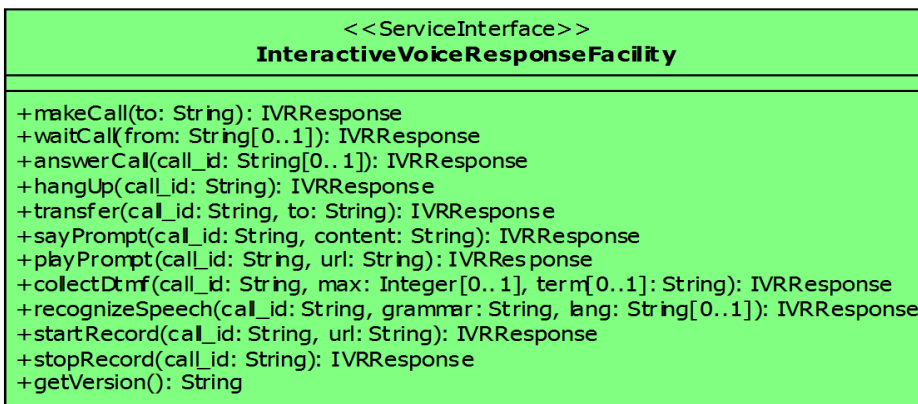 <<ServiceInterface>>
InteractiveVoiceResponseFacility
+makeCall(to: String): IVRResponse
+waitCall(from: String[0..1]): IVRResponse
+answerCall(call_id: String[0..1]): IVRResponse
+hangUp(call_id: String): IVRResponse
+transfer(call_id: String, to: String): IVRResponse
+sayPrompt(call_id: String, content: String): IVRResponse
+playPrompt(call_id: String, url: String): IVRResponse
+collectDtmf(call_id: String, max: Integer[0..1], term[0..1]: String): IVRResponse
+recognizeSpeech(call_id: String, grammar: String, lang: String[0..1]): IVRResponse
+startRecord(call_id: String, url: String): IVRResponse
+stopRecord(call_id: String): IVRResponse
+getVersion(): String